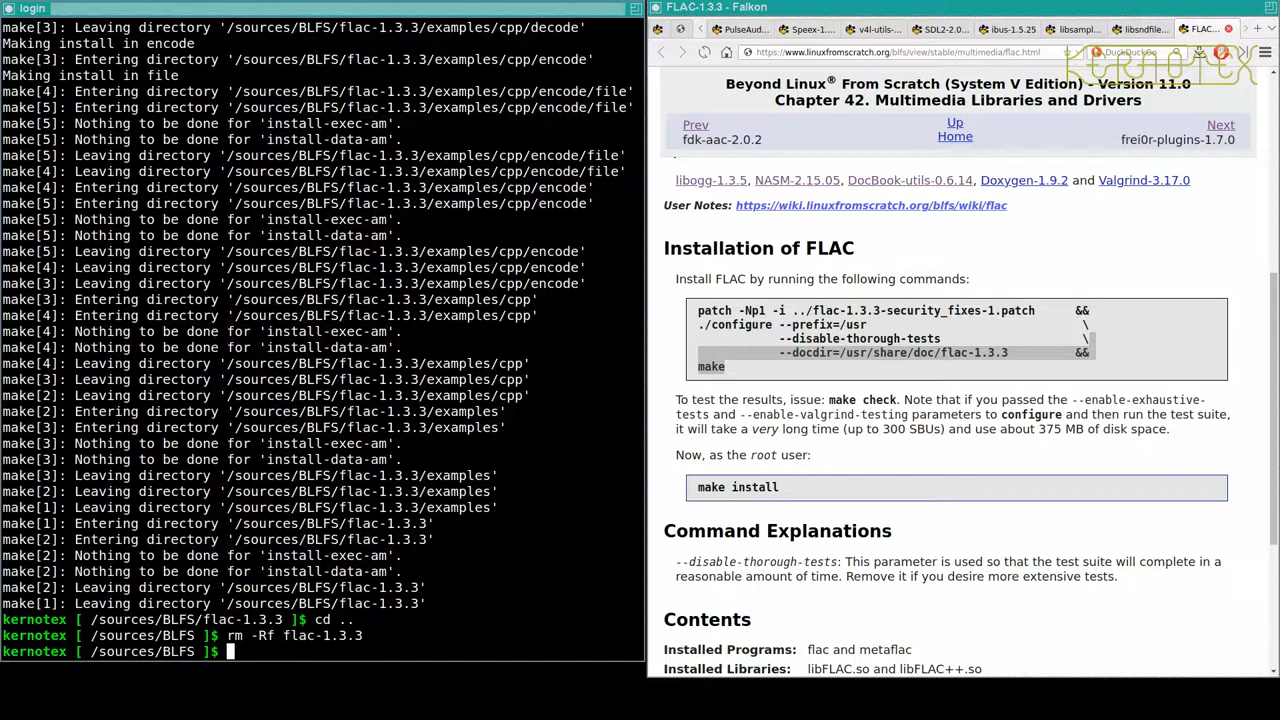 login
make[3]: Leaving directory '/sources/BLFS/flac-1.3.3/examples/cpp/decode'
Making install in encode
make[3]: Entering directory '/sources/BLFS/flac-1.3.3/examples/cpp/encode'
Making install in file
make[4]: Entering directory '/sources/BLFS/flac-1.3.3/examples/cpp/encode/file'
make[5]: Entering directory '/sources/BLFS/flac-1.3.3/examples/cpp/encode/file'
make[5]: Nothing to be done for 'install-exec-am'.
make[5]: Nothing to be done for 'install-data-am'.
make[5]: Leaving directory '/sources/BLFS/flac-1.3.3/examples/cpp/encode/file'
make[4]: Leaving directory '/sources/BLFS/flac-1.3.3/examples/cpp/encode/file'
make[4]: Entering directory '/sources/BLFS/flac-1.3.3/examples/cpp/encode'
make[5]: Entering directory '/sources/BLFS/flac-1.3.3/examples/cpp/encode'
make[5]: Nothing to be done for 'install-exec-am'.
make[5]: Nothing to be done for 'install-data-am'.
make[5]: Leaving directory '/sources/BLFS/flac-1.3.3/examples/cpp/encode'
make[4]: Leaving directory '/sources/BLFS/flac-1.3.3/examples/cpp/encode'
make[3]: Leaving directory '/sources/BLFS/flac-1.3.3/examples/cpp/encode'
make[3]: Entering directory '/sources/BLFS/flac-1.3.3/examples/cpp'
make[4]: Entering directory '/sources/BLFS/flac-1.3.3/examples/cpp'
make[4]: Nothing to be done for 'install-exec-am'.
make[4]: Nothing to be done for 'install-data-am'.
make[4]: Leaving directory '/sources/BLFS/flac-1.3.3/examples/cpp'
make[3]: Leaving directory '/sources/BLFS/flac-1.3.3/examples/cpp'
make[2]: Leaving directory '/sources/BLFS/flac-1.3.3/examples/cpp'
make[2]: Entering directory '/sources/BLFS/flac-1.3.3/examples'
make[3]: Entering directory '/sources/BLFS/flac-1.3.3/examples'
make[3]: Nothing to be done for 'install-exec-am'.
make[3]: Nothing to be done for 'install-data-am'.
make[3]: Leaving directory '/sources/BLFS/flac-1.3.3/examples'
make[2]: Leaving directory '/sources/BLFS/flac-1.3.3/examples'
make[1]: Leaving directory '/sources/BLFS/flac-1.3.3/examples'
make[1]: Entering directory '/sources/BLFS/flac-1.3.3'
make[2]: Entering directory '/sources/BLFS/flac-1.3.3'
make[2]: Nothing to be done for 'install-exec-am'.
make[2]: Nothing to be done for 'install-data-am'.
make[2]: Leaving directory '/sources/BLFS/flac-1.3.3'
make[1]: Leaving directory '/sources/BLFS/flac-1.3.3'
kernotex [ /sources/BLFS/flac-1.3.3 ]$ cd ..
kernotex [ /sources/BLFS ]$ rm -Rf flac-1.3.3
kernotex [ /sources/BLFS ]$
FLAC-1.3.3 - Falkon
PulseAud Speex-1... v4l-utils-.. SDL2-2.0... ibus-1.5.25 libsampl... libsndfile... FLAC...
https://www.linuxfromscratch.org/blfs/view/stable/multimedia/flac.html DuckDuckGo
KERNOTEX
Beyond Linux® From Scratch (System V Edition) - Version 11.0
Chapter 42. Multimedia Libraries and Drivers
Prev Up Next
fdk-aac-2.0.2 Home frei0r-plugins-1.7.0
libogg-1.3.5, NASM-2.15.05, DocBook-utils-0.6.14, Doxygen-1.9.2 and Valgrind-3.17.0
User Notes: https://wiki.linuxfromscratch.org/blfs/wiki/flac
Installation of FLAC
Install FLAC by running the following commands:
patch -Np1 -i ../flac-1.3.3-security_fixes-1.patch &&
./configure --prefix=/usr \
--disable-thorough-tests \
--docdir=/usr/share/doc/flac-1.3.3 &&
make
To test the results, issue: make check. Note that if you passed the --enable-exhaustive-
tests and --enable-valgrind-testing parameters to configure and then run the test suite,
it will take a very long time (up to 300 SBUs) and use about 375 MB of disk space.
Now, as the root user:
make install
Command Explanations
--disable-thorough-tests: This parameter is used so that the test suite will complete in a
reasonable amount of time. Remove it if you desire more extensive tests.
Contents
Installed Programs: flac and metaflac
Installed Libraries: libFLAC.so and libFLAC++.so